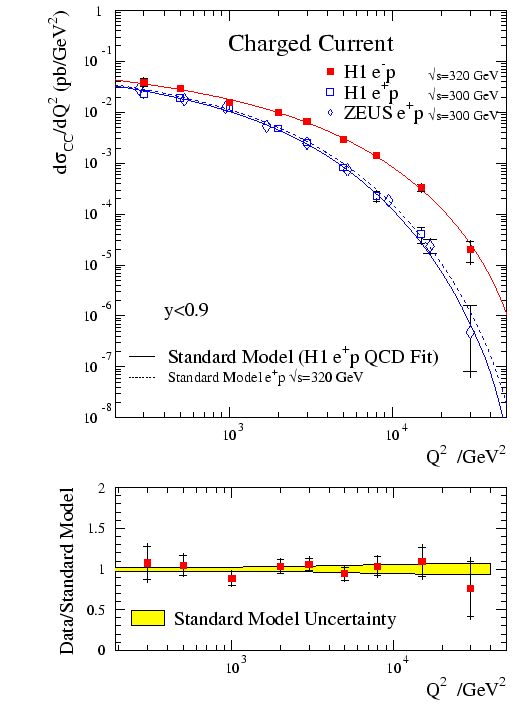 Charged Current
H1 e⁻p √s=320 GeV
H1 e⁺p √s=300 GeV
ZEUS e⁺p √s=300 GeV
dσCC/dQ² (pb/GeV²)
1
10⁻¹
10⁻²
10⁻³
10⁻⁴
10⁻⁵
10⁻⁶
10⁻⁷
10⁻⁸
y<0.9
Standard Model (H1 e⁺p QCD Fit)
Standard Model e⁺p √s=320 GeV
10³ 10⁴
Q² /GeV²
Data/Standard Model
2
1.5
1
0.5
0
Standard Model Uncertainty
10³ 10⁴
Q² /GeV²